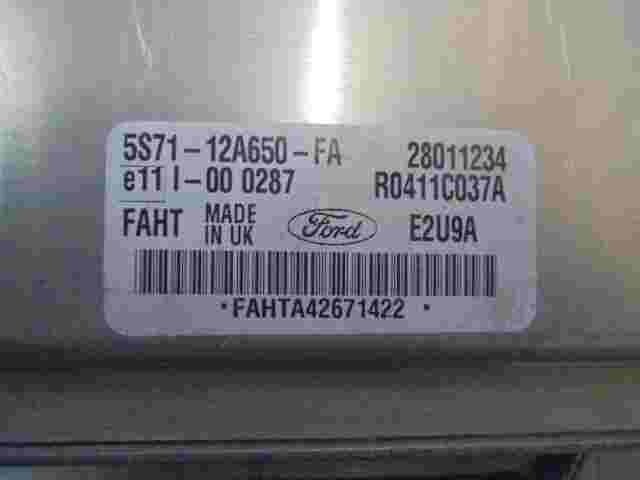 5S71-12A650-FA 28011234
e11 I-00 0287 R0411C037A
FAHT MADE IN UK Ford E2U9A
*FAHTA42671422*